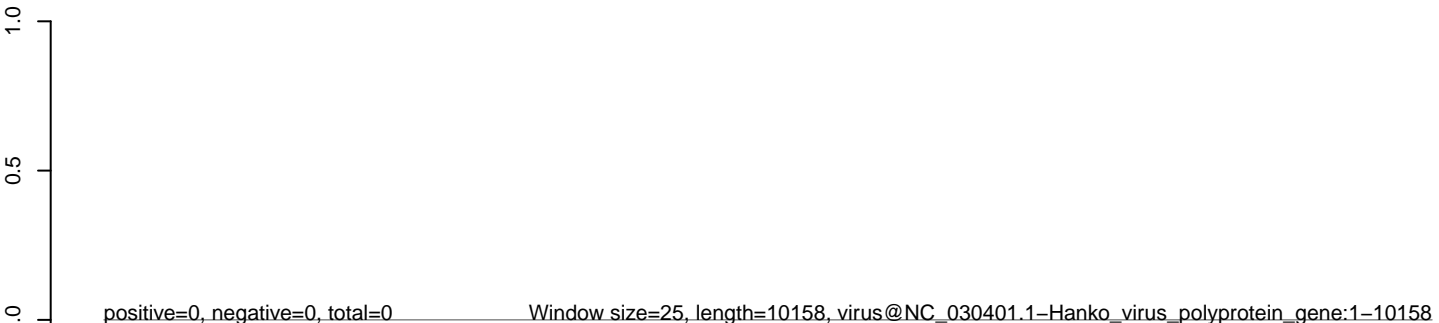 1.0
0.5
.0
positive=0, negative=0, total=0
Window size=25, length=10158, virus@NC_030401.1−Hanko_virus_polyprotein_gene:1−10158